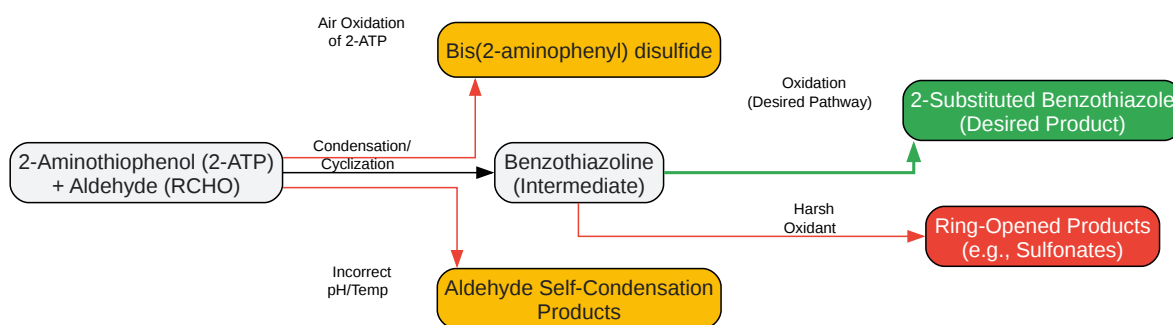 Air Oxidation
of 2-ATP
Bis(2-aminophenyl) disulfide
Oxidation
(Desired Pathway)
2-Substituted Benzothiazole
(Desired Product)
2-Aminothiophenol (2-ATP)
+ Aldehyde (RCHO)
Condensation/
Cyclization
Benzothiazoline
(Intermediate)
Harsh
Oxidant
Ring-Opened Products
(e.g., Sulfonates)
Incorrect
pH/Temp
Aldehyde Self-Condensation
Products